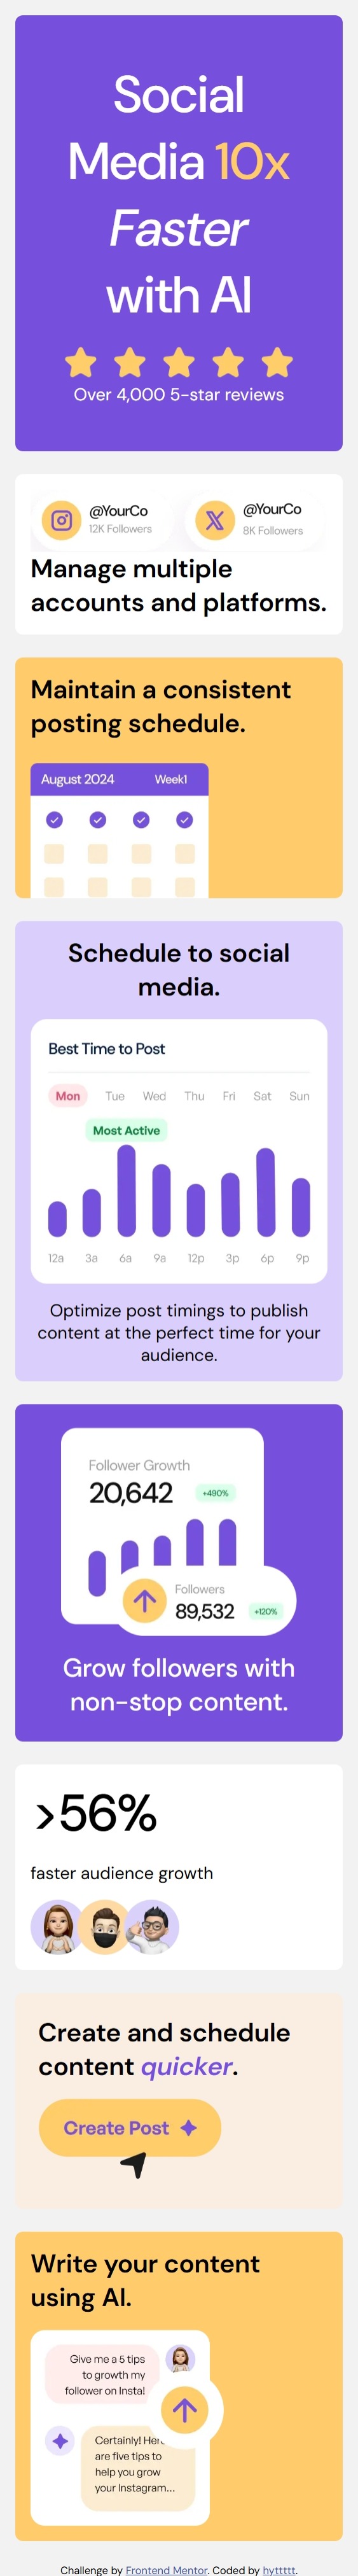 Social
Media 10x
Faster
with AI
Over 4,000 5-star reviews
@YourCo
12K Followers
@YourCo
8K Followers
Manage multiple
accounts and platforms.
Maintain a consistent
posting schedule.
August 2024 Week1
Schedule to social
media.
Best Time to Post
Mon Tue Wed Thu Fri Sat Sun
Most Active
12a 3a 6a 9a 12p 3p 6p 9p
Optimize post timings to publish
content at the perfect time for your
audience.
Follower Growth
20,642 +490%
Followers
89,532 +120%
Grow followers with
non-stop content.
>56%
faster audience growth
Create and schedule
content quicker.
Create Post
Write your content
using AI.
Give me a 5 tips
to growth my
follower on Insta!
Certainly! Here
are five tips to
help you grow
your Instagram...
Challenge by Frontend Mentor. Coded by hyttttt.